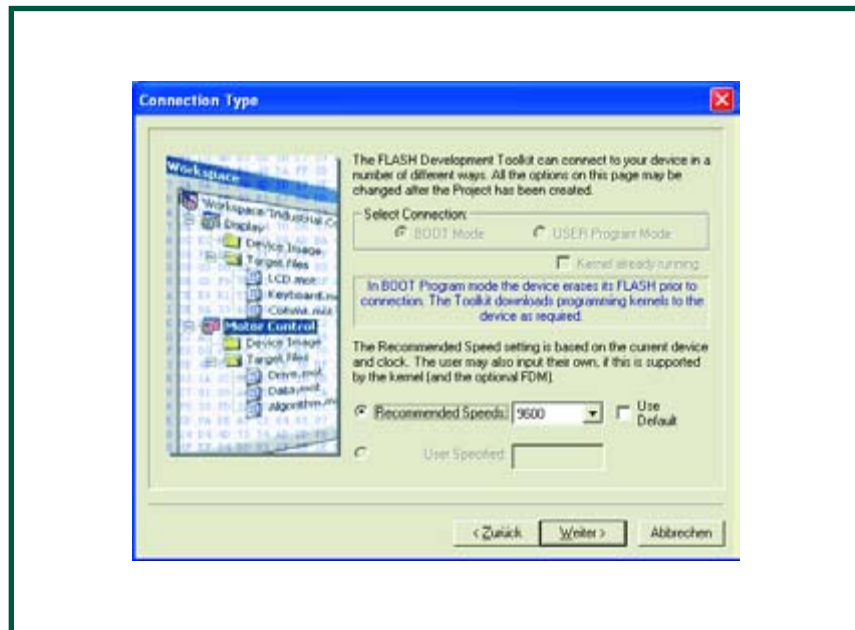 Connection Type
The FLASH Development Toolkit can connect to your device in a
number of different ways. All the options on this page may be
changed after the Project has been created.
Workspace
Workspace 'Industrial
Display
Device Image
Target Files
LCD.mot
Keyboard
Comms.mot
Motor Control
Device Image
Target Files
Drive.mot
Data.mot
Algorithm
Select Connection:
BOOT Mode
USER Program Mode
Kernel already running
In BOOT Program mode the device erases its FLASH prior to
connection. The Toolkit downloads programming kernels to the
device as required.
The Recommended Speed setting is based on the current device
and clock. The user may also input their own, if this is supported
by the kernel (and the optional FDM).
Recommended Speeds: 9600
Use
Default
User Specified:
< Zurück
Weiter >
Abbrechen